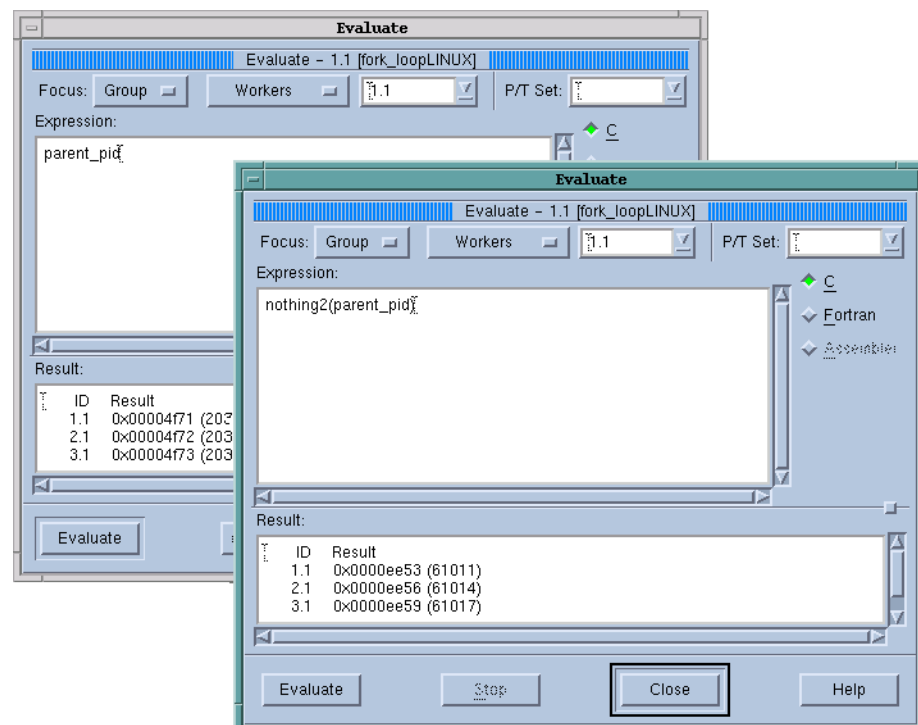 Evaluate
Evaluate - 1.1 [fork_loopLINUX]
Focus: Group Workers 1.1 P/T Set:
Expression:
C
parent_pid
Result:
ID Result
1.1 0x00004f71 (203
2.1 0x00004f72 (203
3.1 0x00004f73 (203
Evaluate
Evaluate
Evaluate - 1.1 [fork_loopLINUX]
Focus: Group Workers 1.1 P/T Set:
Expression:
C
nothing2(parent_pid)
Fortran
Assembler
Result:
ID Result
1.1 0x0000ee53 (61011)
2.1 0x0000ee56 (61014)
3.1 0x0000ee59 (61017)
Evaluate Stop Close Help